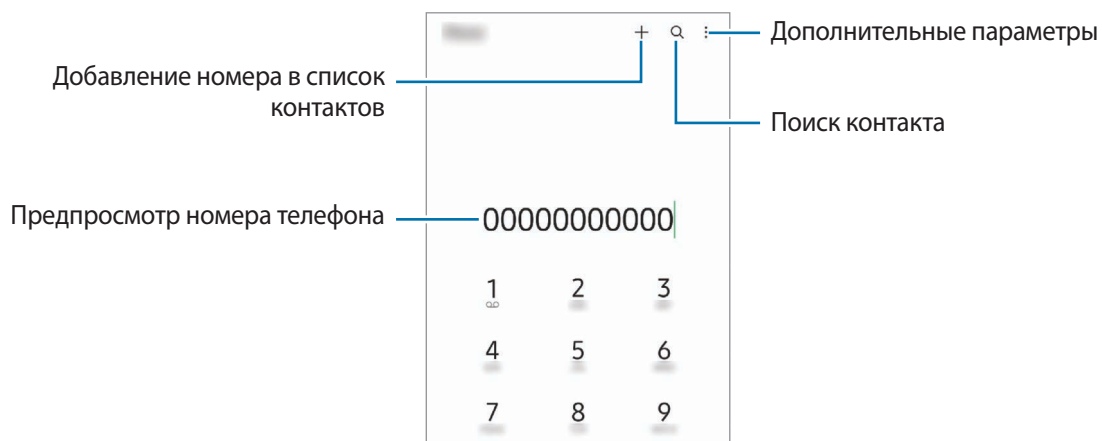 Дополнительные параметры
Добавление номера в список
контактов
Поиск контакта
Предпросмотр номера телефона
00000000000
1 2 3
4 5 6
7 8 9